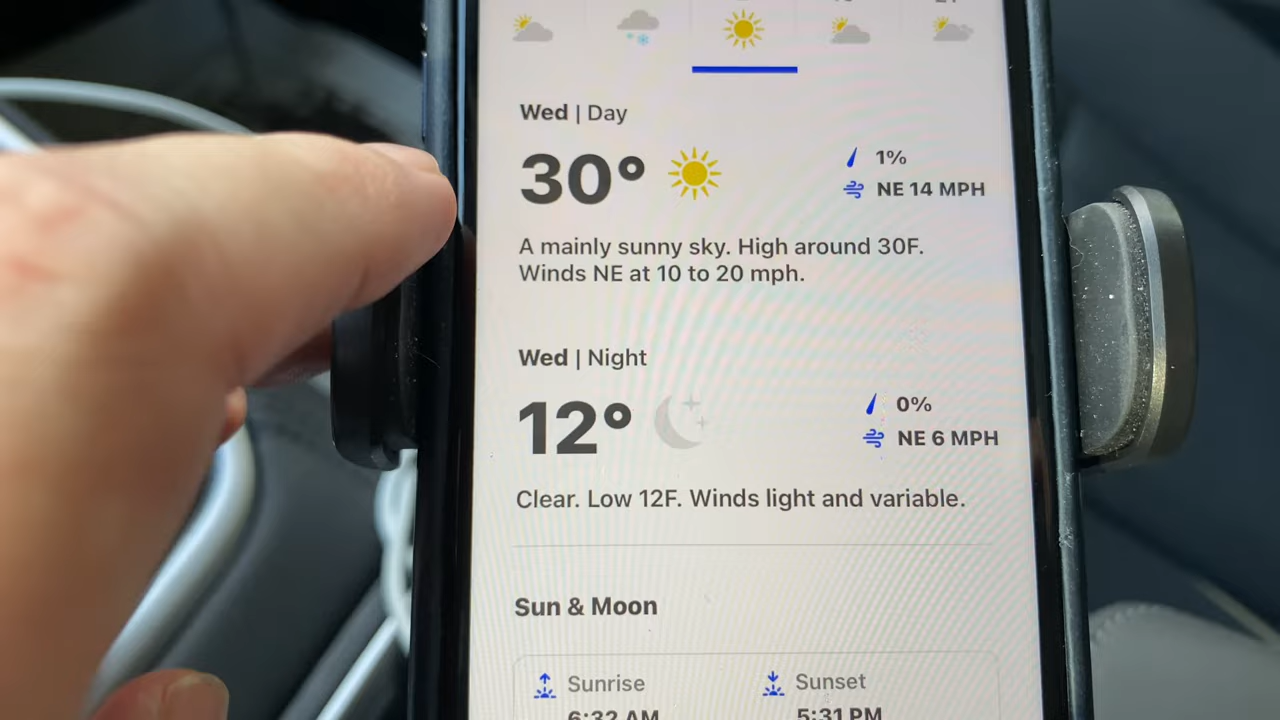 Wed | Day
30°
1%
NE 14 MPH
A mainly sunny sky. High around 30F.
Winds NE at 10 to 20 mph.
Wed | Night
12°
0%
NE 6 MPH
Clear. Low 12F. Winds light and variable.
Sun & Moon
Sunrise
Sunset
6:32 AM
5:31 PM